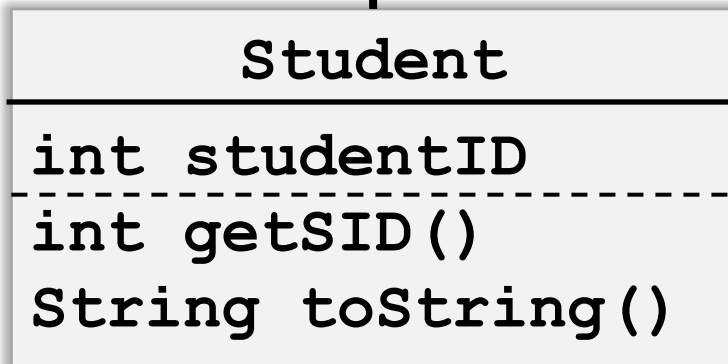 Student
int studentID
int getSID()
String toString()